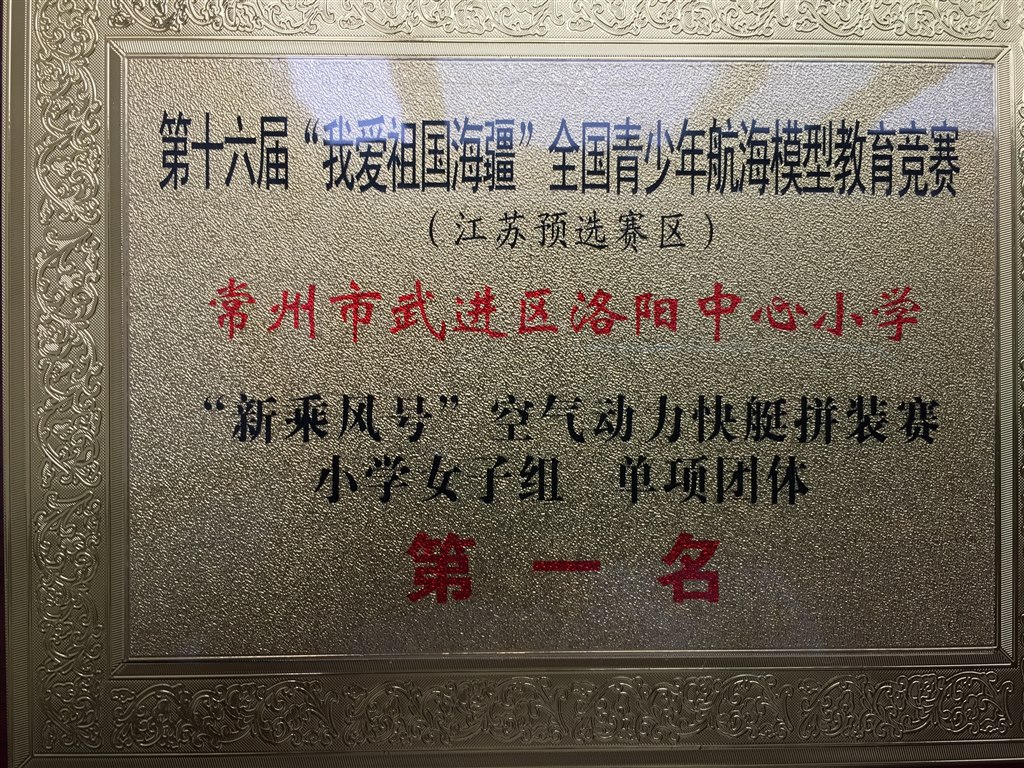 第十六届“我爱祖国海疆”全国青少年航海模型教育竞赛
（江苏预选赛区）
常州市武进区洛阳中心小学
“新乘风号”空气动力快艇拼装赛
小学女子组 单项团体
第一名